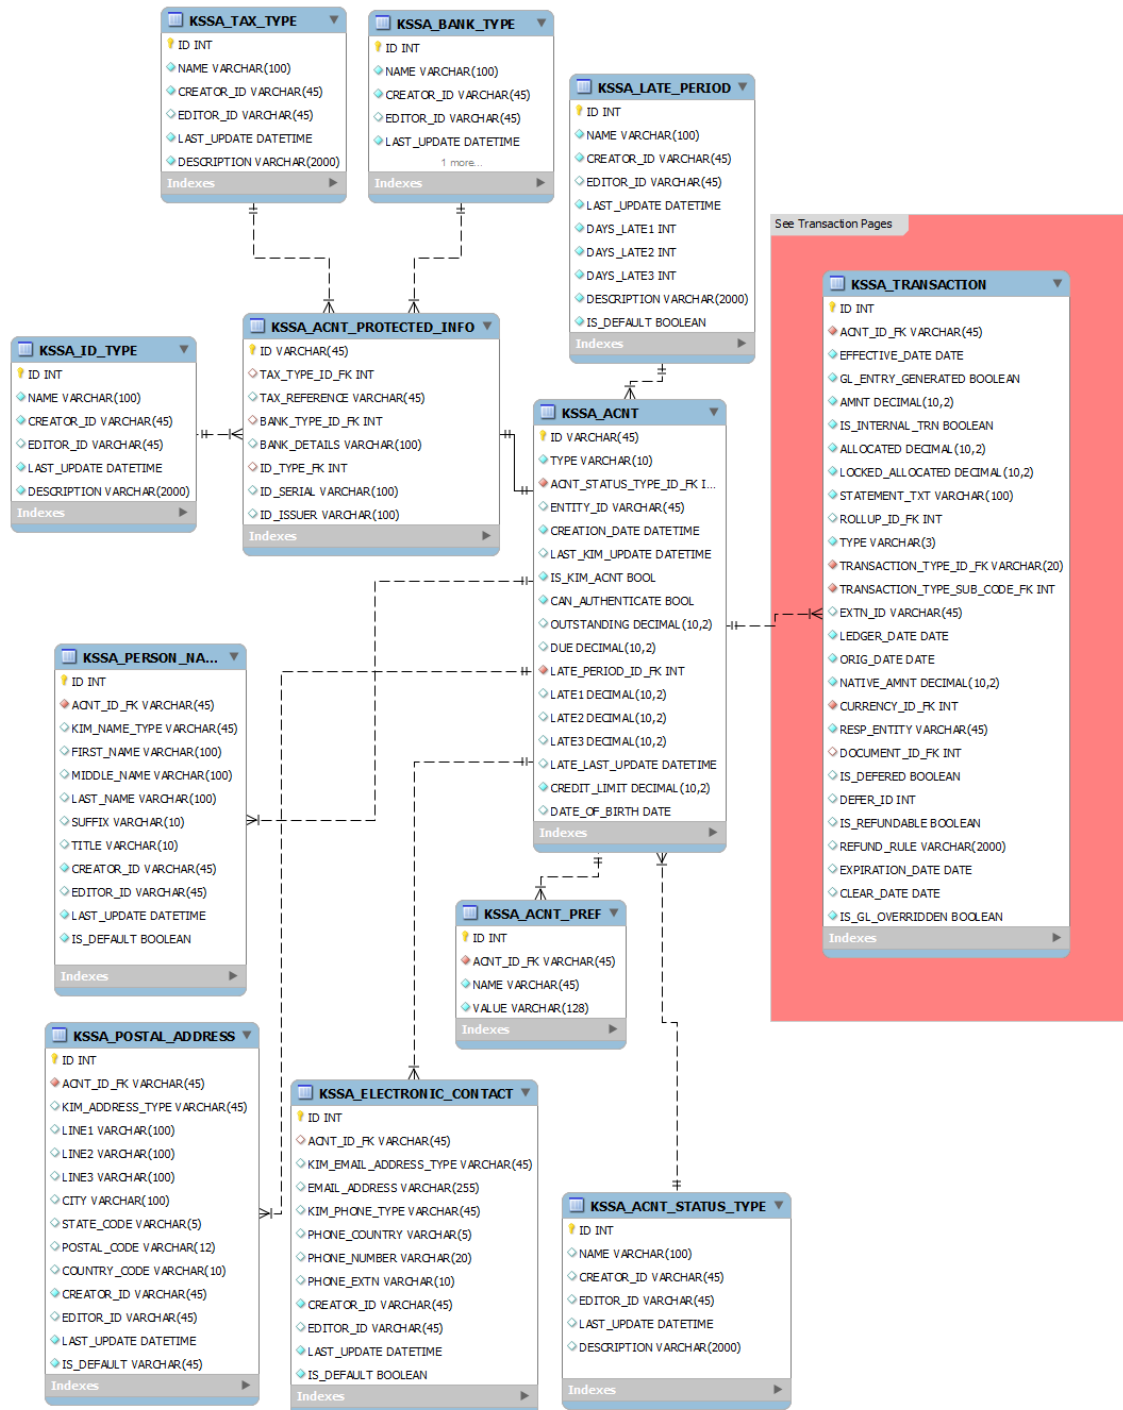 KSSA_TAX_TYPE
ID INT
NAME VARCHAR(100)
CREATOR_ID VARCHAR(45)
EDITOR_ID VARCHAR(45)
LAST_UPDATE DATETIME
DESCRIPTION VARCHAR(2000)
Indexes
KSSA_BANK_TYPE
ID INT
NAME VARCHAR(100)
CREATOR_ID VARCHAR(45)
EDITOR_ID VARCHAR(45)
LAST_UPDATE DATETIME
1 more...
Indexes
KSSA_LATE_PERIOD
ID INT
NAME VARCHAR(100)
CREATOR_ID VARCHAR(45)
EDITOR_ID VARCHAR(45)
LAST_UPDATE DATETIME
DAYS_LATE1 INT
DAYS_LATE2 INT
DAYS_LATE3 INT
DESCRIPTION VARCHAR(2000)
IS_DEFAULT BOOLEAN
Indexes
See Transaction Pages
KSSA_TRANSACTION
ID INT
ACNT_ID_FK VARCHAR(45)
EFFECTIVE_DATE DATE
GL_ENTRY_GENERATED BOOLEAN
AMNT DECIMAL(10,2)
IS_INTERNAL_TRN BOOLEAN
ALLOCATED DECIMAL(10,2)
LOCKED_ALLOCATED DECIMAL(10,2)
STATEMENT_TXT VARCHAR(100)
ROLLUP_ID_FK INT
TYPE VARCHAR(3)
TRANSACTION_TYPE_ID_FK VARCHAR(20)
TRANSACTION_TYPE_SUB_CODE_FK INT
EXTN_ID VARCHAR(45)
LEDGER_DATE DATE
ORIG_DATE DATE
NATIVE_AMNT DECIMAL(10,2)
CURRENCY_ID_FK INT
RESP_ENTITY VARCHAR(45)
DOCUMENT_ID_FK INT
IS_DEFERED BOOLEAN
DEFER_ID INT
IS_REFUNDABLE BOOLEAN
REFUND_RULE VARCHAR(2000)
EXPIRATION_DATE DATE
CLEAR_DATE DATE
IS_GL_OVERRIDDEN BOOLEAN
Indexes
KSSA_ACNT_PROTECTED_INFO
ID VARCHAR(45)
TAX_TYPE_ID_FK INT
TAX_REFERENCE VARCHAR(45)
BANK_TYPE_ID_FK INT
BANK_DETAILS VARCHAR(100)
ID_TYPE_FK INT
ID_SERIAL VARCHAR(100)
ID_ISSUER VARCHAR(100)
Indexes
KSSA_ID_TYPE
ID INT
NAME VARCHAR(100)
CREATOR_ID VARCHAR(45)
EDITOR_ID VARCHAR(45)
LAST_UPDATE DATETIME
DESCRIPTION VARCHAR(2000)
Indexes
KSSA_ACNT
ID VARCHAR(45)
TYPE VARCHAR(10)
ACNT_STATUS_TYPE_ID_FK I...
ENTITY_ID VARCHAR(45)
CREATION_DATE DATETIME
LAST_KIM_UPDATE DATETIME
IS_KIM_ACNT BOOL
CAN_AUTHENTICATE BOOL
OUTSTANDING DECIMAL(10,2)
DUE DECIMAL(10,2)
LATE_PERIOD_ID_FK INT
LATE1 DECIMAL(10,2)
LATE2 DECIMAL(10,2)
LATE3 DECIMAL(10,2)
LATE_LAST_UPDATE DATETIME
CREDIT_LIMIT DECIMAL(10,2)
DATE_OF_BIRTH DATE
Indexes
KSSA_PERSON_NA...
ID INT
ACNT_ID_FK VARCHAR(45)
KIM_NAME_TYPE VARCHAR(45)
FIRST_NAME VARCHAR(100)
MIDDLE_NAME VARCHAR(100)
LAST_NAME VARCHAR(100)
SUFFIX VARCHAR(10)
TITLE VARCHAR(10)
CREATOR_ID VARCHAR(45)
EDITOR_ID VARCHAR(45)
LAST_UPDATE DATETIME
IS_DEFAULT BOOLEAN
Indexes
KSSA_ACNT_PREF
ID INT
ACNT_ID_FK VARCHAR(45)
NAME VARCHAR(45)
VALUE VARCHAR(128)
Indexes
KSSA_POSTAL_ADDRESS
ID INT
ACNT_ID_FK VARCHAR(45)
KIM_ADDRESS_TYPE VARCHAR(45)
LINE1 VARCHAR(100)
LINE2 VARCHAR(100)
LINE3 VARCHAR(100)
CITY VARCHAR(100)
STATE_CODE VARCHAR(5)
POSTAL_CODE VARCHAR(12)
COUNTRY_CODE VARCHAR(10)
CREATOR_ID VARCHAR(45)
EDITOR_ID VARCHAR(45)
LAST_UPDATE DATETIME
IS_DEFAULT VARCHAR(45)
Indexes
KSSA_ELECTRONIC_CONTACT
ID INT
ACNT_ID_FK VARCHAR(45)
KIM_EMAIL_ADDRESS_TYPE VARCHAR(45)
EMAIL_ADDRESS VARCHAR(255)
KIM_PHONE_TYPE VARCHAR(45)
PHONE_COUNTRY VARCHAR(5)
PHONE_NUMBER VARCHAR(20)
PHONE_EXTN VARCHAR(10)
CREATOR_ID VARCHAR(45)
EDITOR_ID VARCHAR(45)
LAST_UPDATE DATETIME
IS_DEFAULT BOOLEAN
Indexes
KSSA_ACNT_STATUS_TYPE
ID INT
NAME VARCHAR(100)
CREATOR_ID VARCHAR(45)
EDITOR_ID VARCHAR(45)
LAST_UPDATE DATETIME
DESCRIPTION VARCHAR(2000)
Indexes